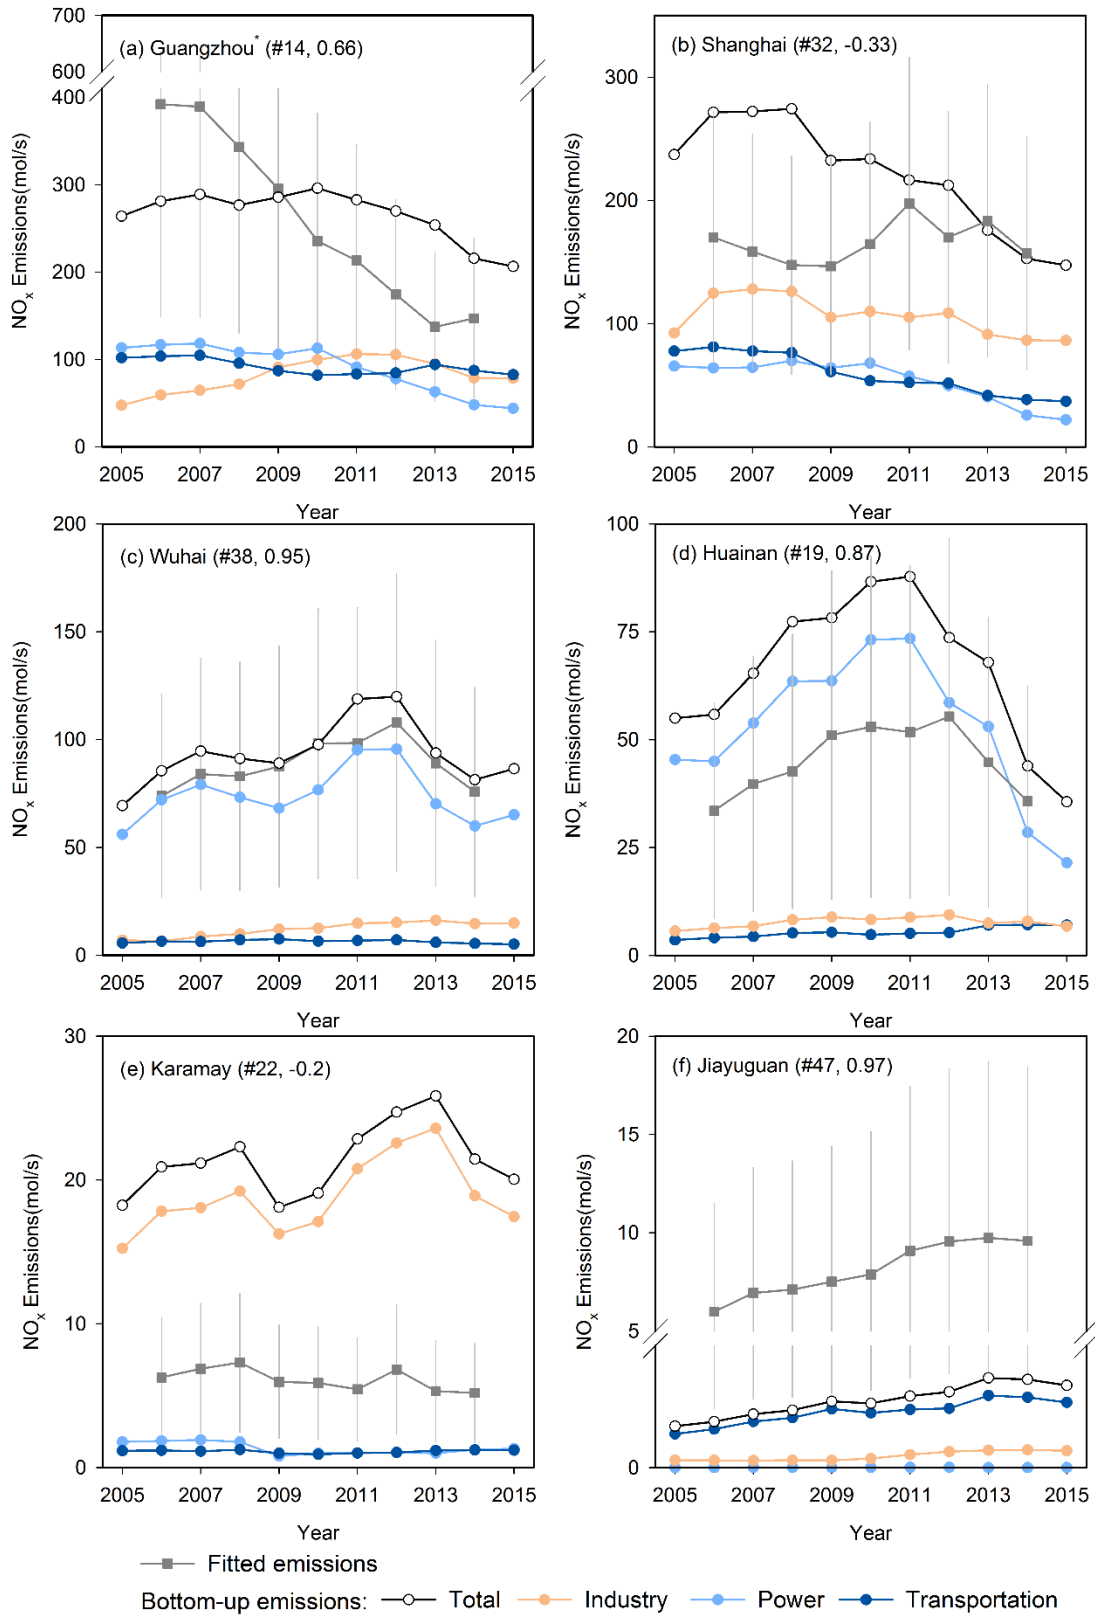 700
600
400
300
200
100
0
(a) Guangzhou* (#14, 0.66)
NOx Emissions(mol/s)
2005 2007 2009 2011 2013 2015
Year
300
200
100
0
(b) Shanghai (#32, -0.33)
NOx Emissions(mol/s)
2005 2007 2009 2011 2013 2015
Year
200
150
100
50
0
(c) Wuhai (#38, 0.95)
NOx Emissions(mol/s)
2005 2007 2009 2011 2013 2015
Year
100
75
50
25
0
(d) Huainan (#19, 0.87)
NOx Emissions(mol/s)
2005 2007 2009 2011 2013 2015
Year
30
20
10
0
(e) Karamay (#22, -0.2)
NOx Emissions(mol/s)
2005 2007 2009 2011 2013 2015
Year
20
15
10
5
0
(f) Jiayuguan (#47, 0.97)
NOx Emissions(mol/s)
2005 2007 2009 2011 2013 2015
Year
Fitted emissions
Bottom-up emissions: Total Industry Power Transportation